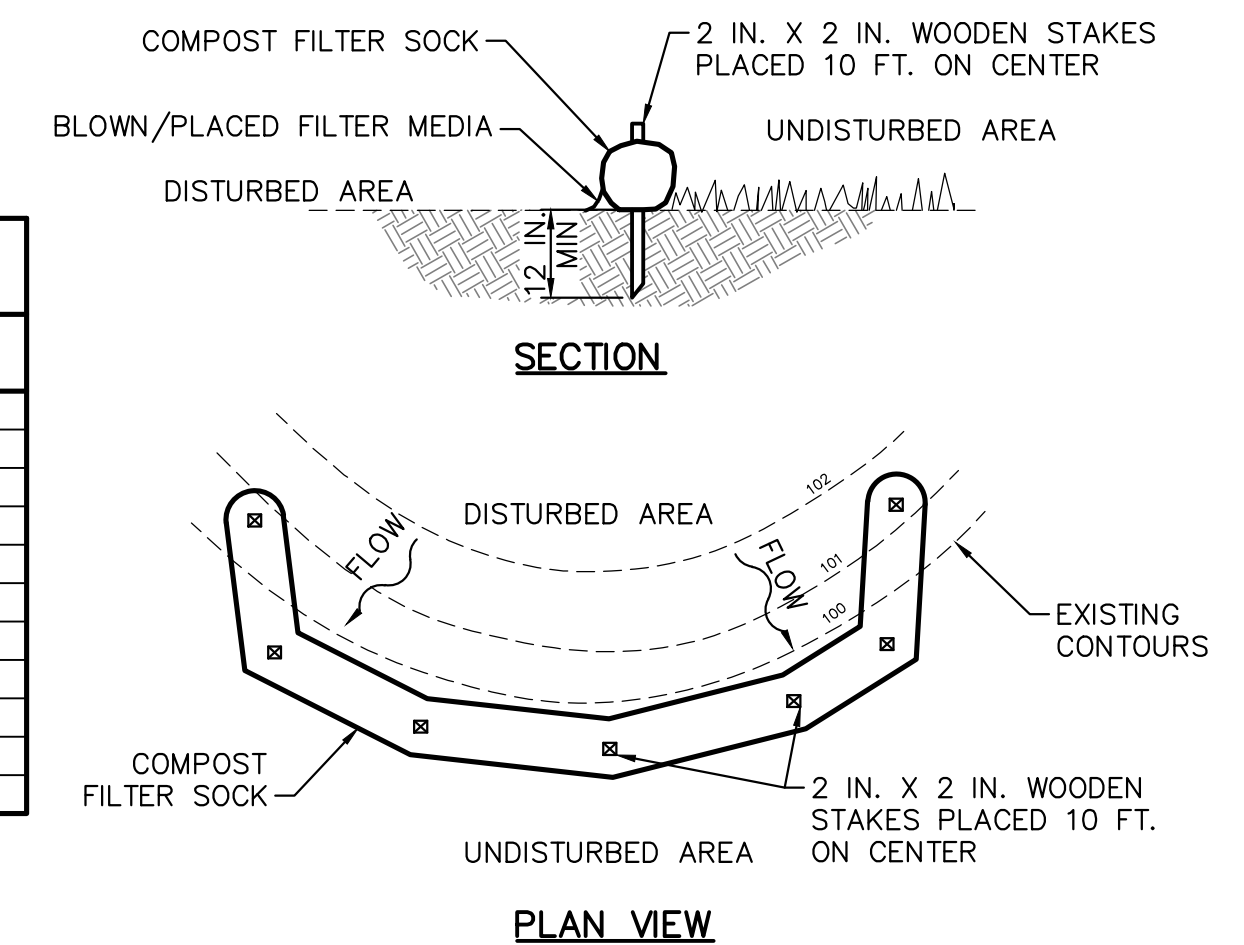 COMPOST FILTER SOCK
2 IN. X 2 IN. WOODEN STAKES
PLACED 10 FT. ON CENTER
BLOWN/PLACED FILTER MEDIA
UNDISTURBED AREA
DISTURBED AREA
12 IN.
MIN
SECTION
102
DISTURBED AREA
FLOW
FLOW
101
100
EXISTING
CONTOURS
COMPOST
FILTER SOCK
2 IN. X 2 IN. WOODEN
STAKES PLACED 10 FT.
ON CENTER
UNDISTURBED AREA
PLAN VIEW